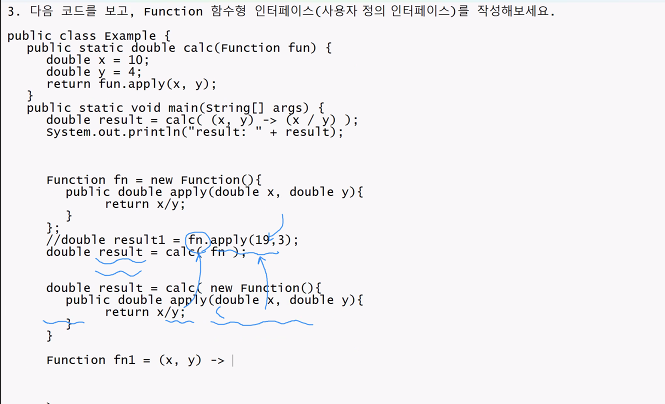 3. 다음 코드를 보고, Function 함수형 인터페이스(사용자 정의 인터페이스)를 작성해보세요.
public class Example {
public static double calc(Function fun) {
double x = 10;
double y = 4;
return fun.apply(x, y);
}
public static void main(String[] args) {
double result = calc( (x, y) -> (x / y) );
System.out.println("result: " + result);
Function fn = new Function(){
public double apply(double x, double y){
return x/y;
}
};
//double result1 = fn.apply(19,3);
double result = calc( fn );
double result = calc( new Function(){
public double apply(double x, double y){
return x/y;
}
}
Function fn1 = (x, y) ->